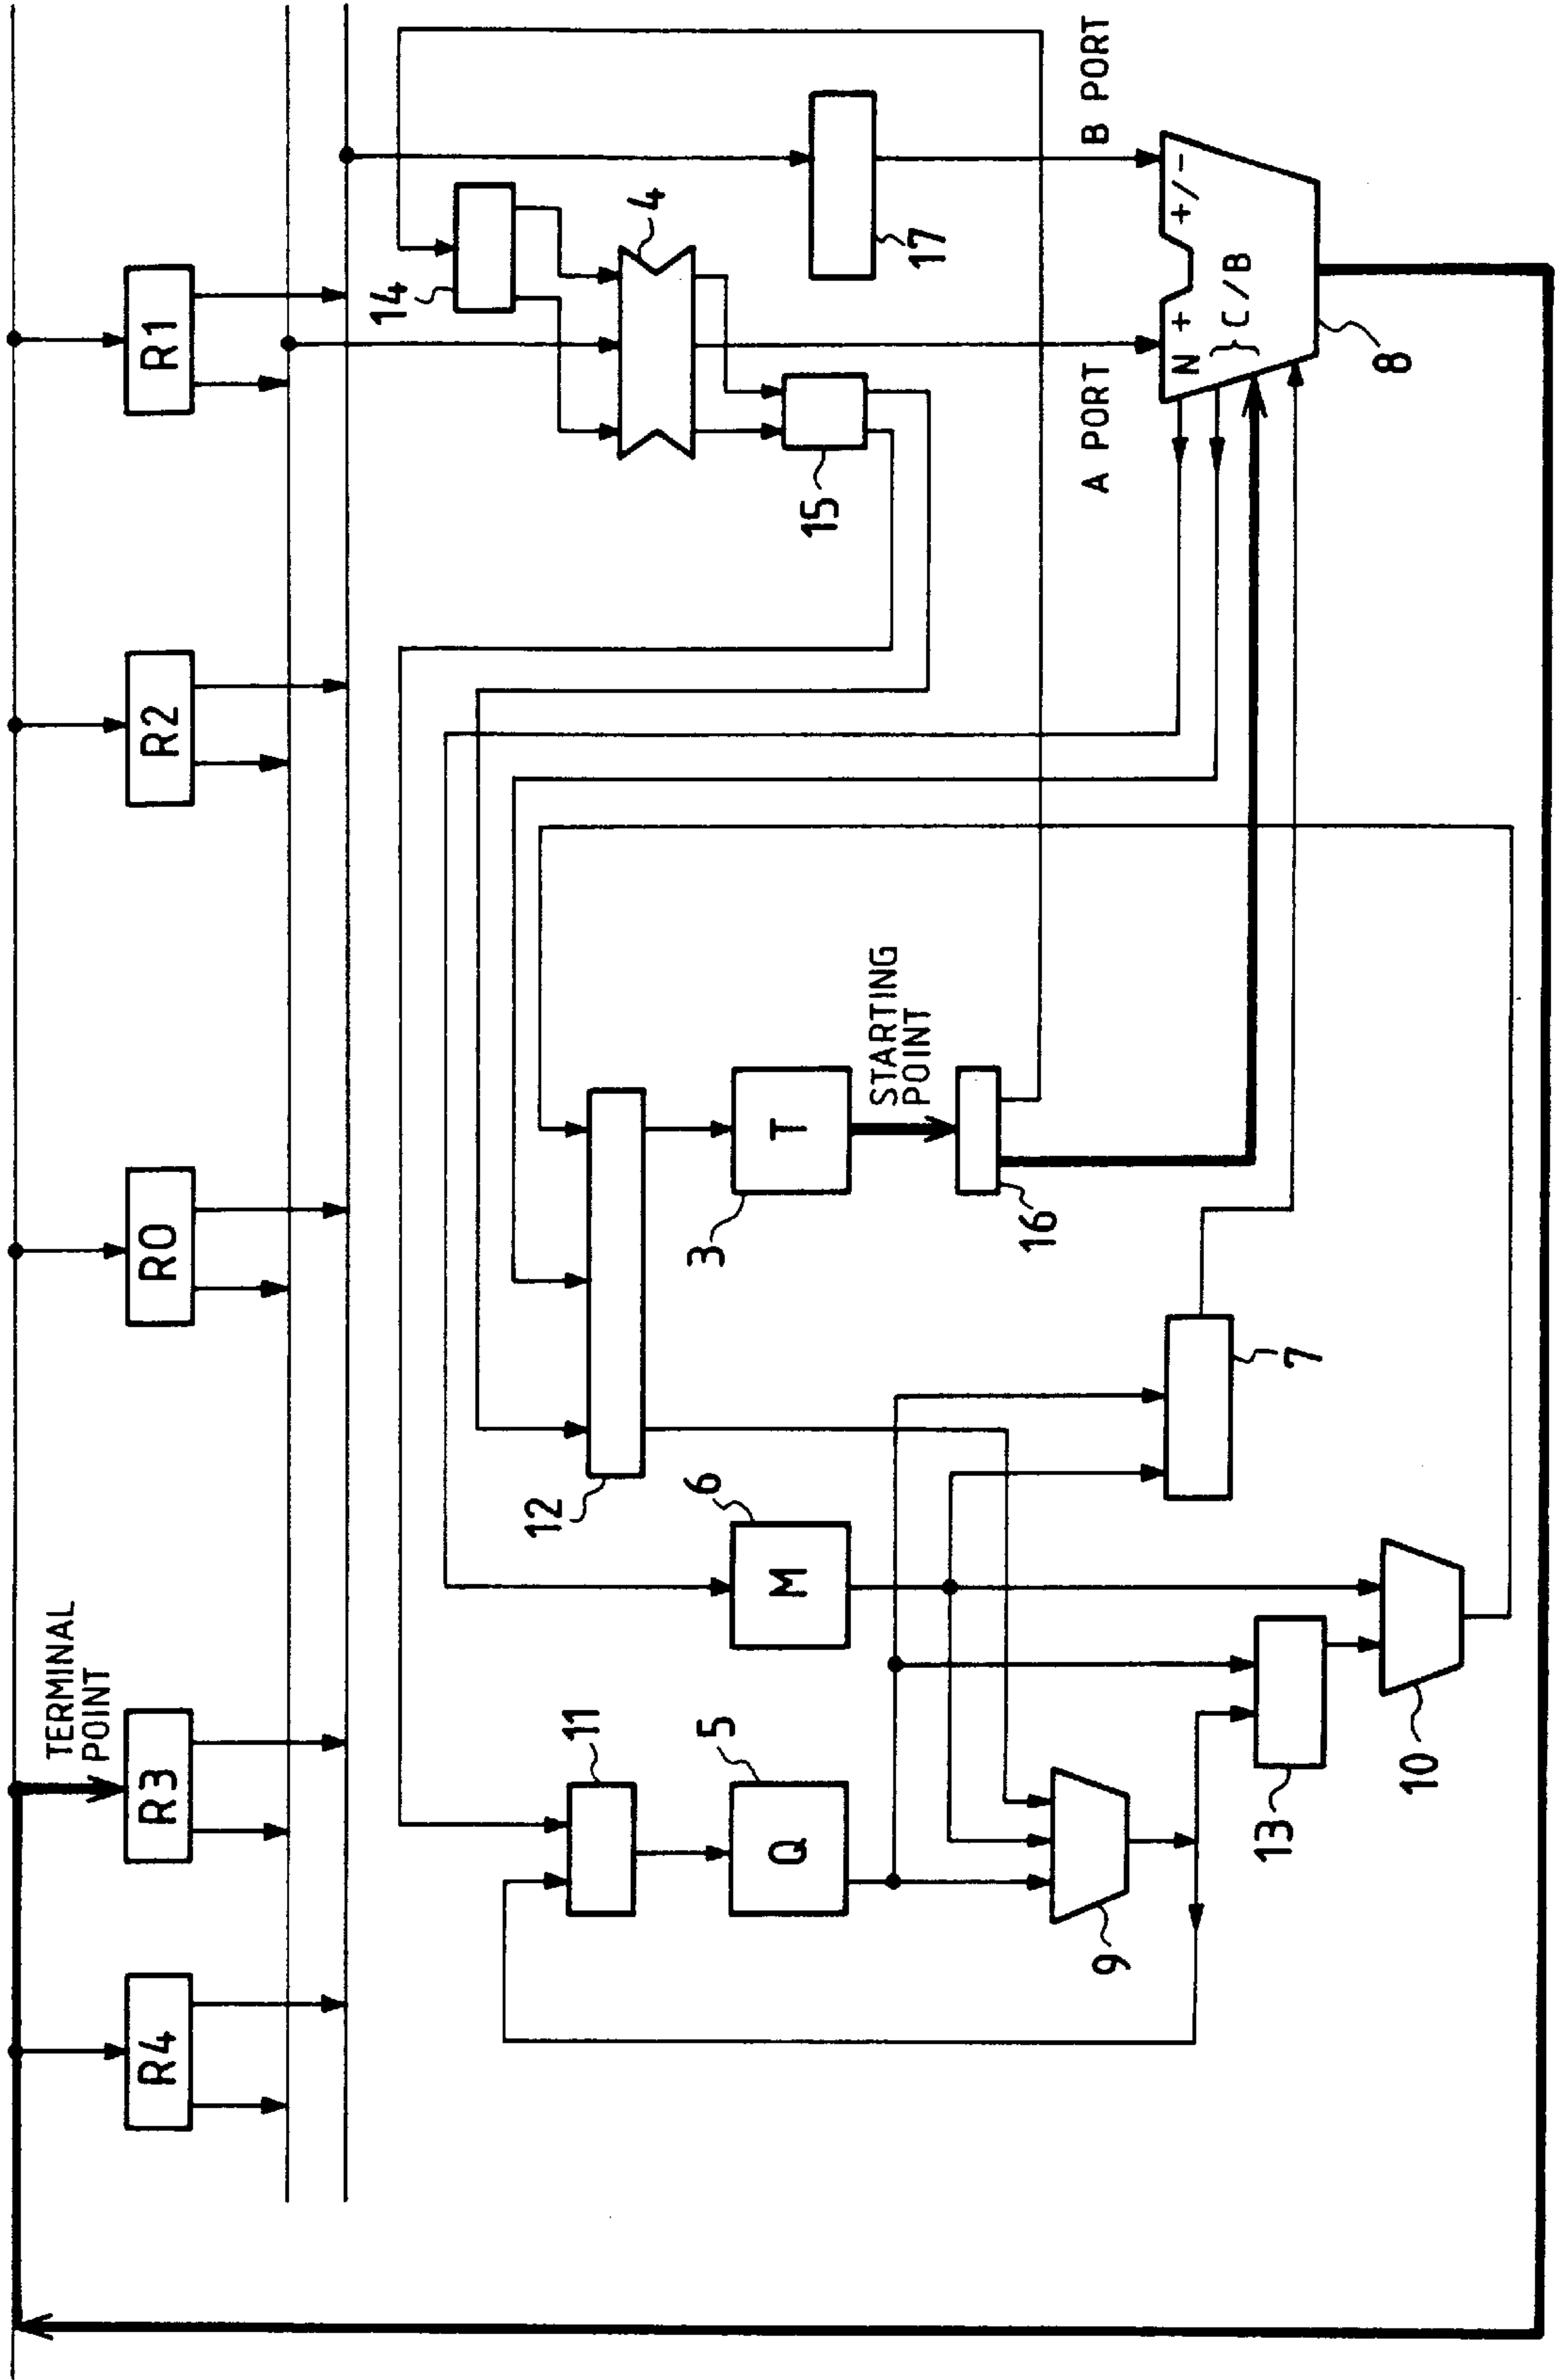 TERMINAL
POINT
R4
R3
R0
R2
R1
14
4
11
12
15
17
5
Q
6
M
3
T
STARTING
POINT
A PORT
B PORT
9
13
7
16
N + +/-
} C/B
10
8